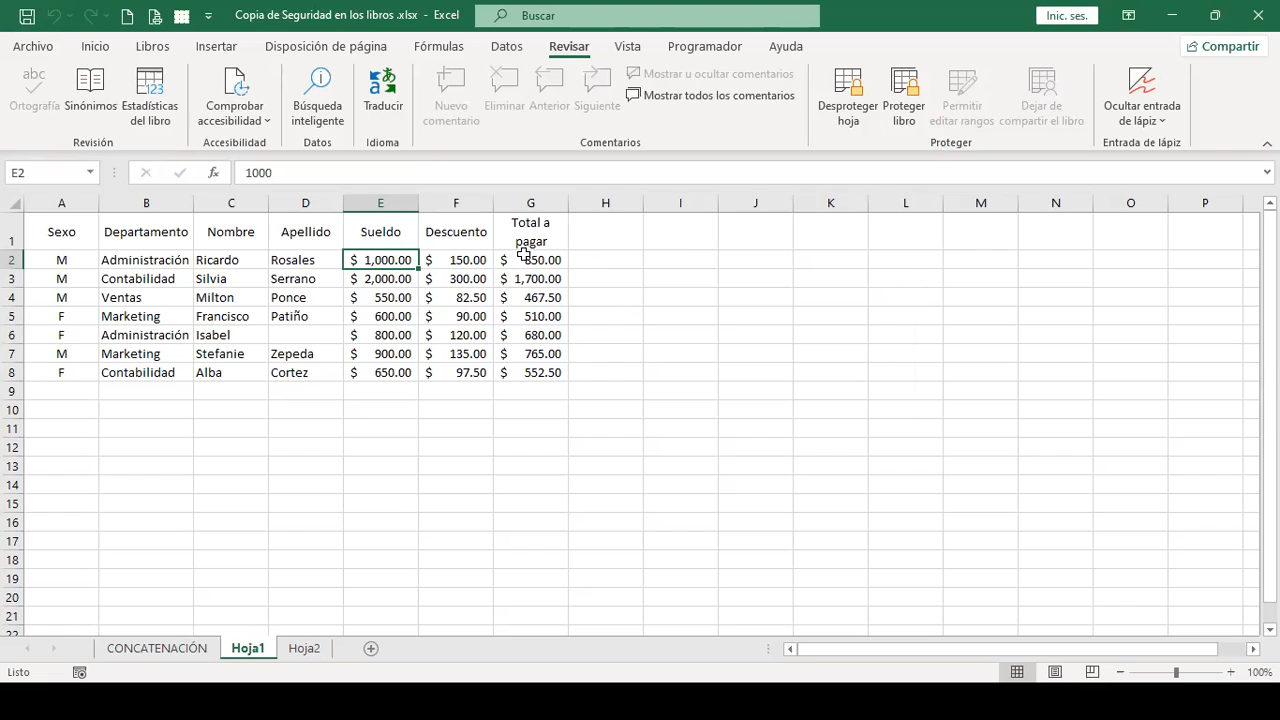 Copia de Seguridad en los libros .xlsx - Excel
Buscar
Inic. ses.
Archivo Inicio Libros Insertar Disposición de página Fórmulas Datos Revisar Vista Programador Ayuda Compartir
abc
Ortografía Sinónimos Estadísticas del libro
Comprobar accesibilidad
Búsqueda inteligente
Traducir
Nuevo comentario
Eliminar Anterior Siguiente
Mostrar u ocultar comentarios
Mostrar todos los comentarios
Desproteger hoja
Proteger libro
Permitir editar rangos
Dejar de compartir el libro
Ocultar entrada de lápiz
Revisión Accesibilidad Datos Idioma Comentarios Proteger Entrada de lápiz
E2 fx 1000
A B C D E F G H I J K L M N O P
1 Sexo Departamento Nombre Apellido Sueldo Descuento Total a pagar
2 M Administración Ricardo Rosales $ 1,000.00 $ 150.00 $ 850.00
3 M Contabilidad Silvia Serrano $ 2,000.00 $ 300.00 $ 1,700.00
4 M Ventas Milton Ponce $ 550.00 $ 82.50 $ 467.50
5 F Marketing Francisco Patiño $ 600.00 $ 90.00 $ 510.00
6 F Administración Isabel $ 800.00 $ 120.00 $ 680.00
7 M Marketing Stefanie Zepeda $ 900.00 $ 135.00 $ 765.00
8 F Contabilidad Alba Cortez $ 650.00 $ 97.50 $ 552.50
9
10
11
12
13
14
15
16
17
18
19
20
21
22
CONCATENACIÓN Hoja1 Hoja2
Listo 100%